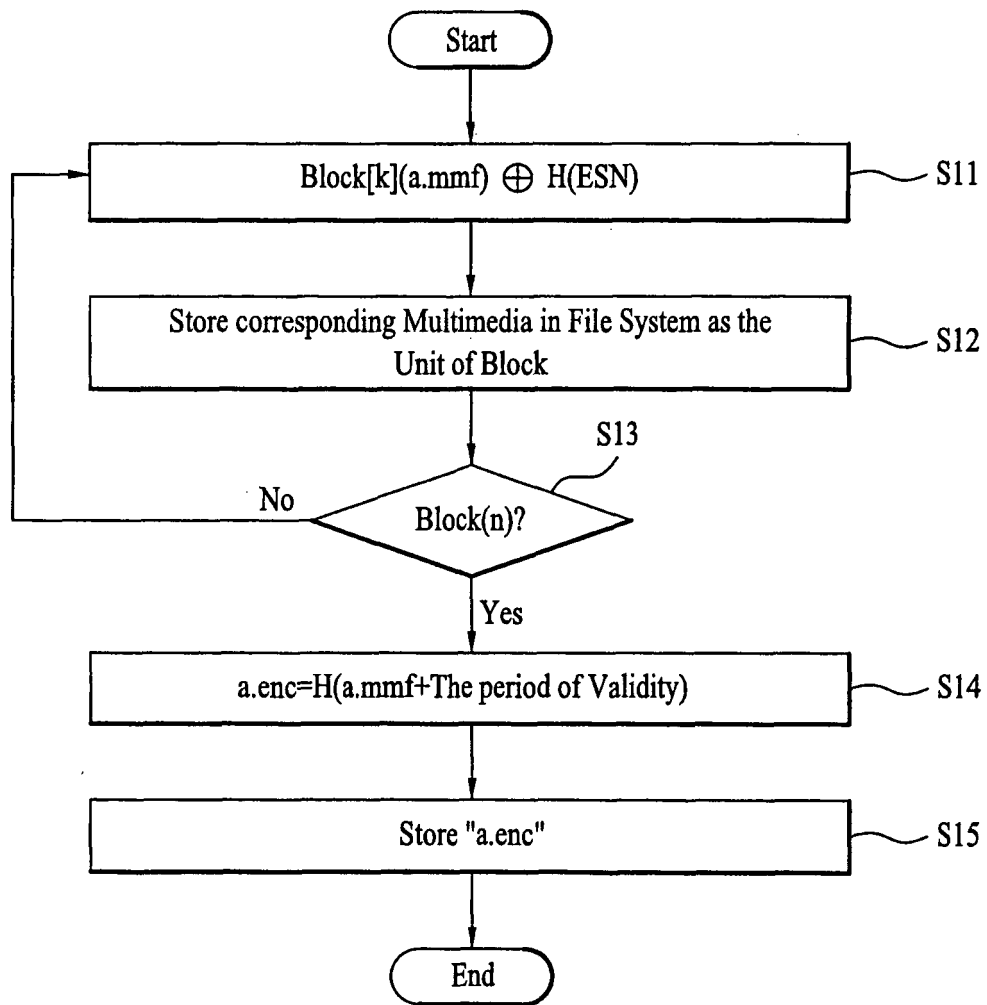 Start
Block[k](a.mmf) ⊕ H(ESN)
S11
Store corresponding Multimedia in File System as the
Unit of Block
S12
S13
No
Block(n)?
Yes
a.enc=H(a.mmf+The period of Validity)
S14
Store "a.enc"
S15
End